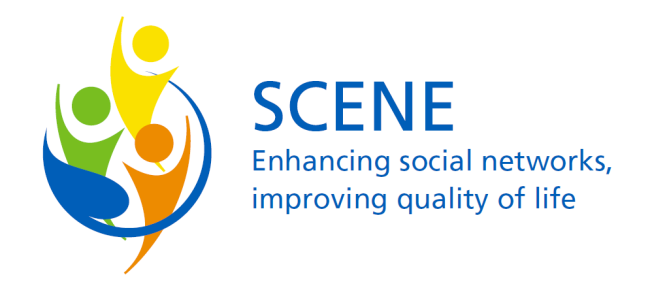 SCENE
Enhancing social networks,
improving quality of life